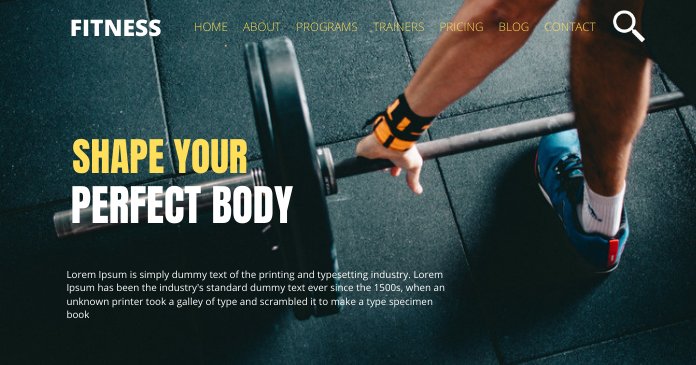 FITNESS
HOME ABOUT PROGRAMS TRAINERS PRICING BLOG CONTACT
SHAPE YOUR
PERFECT BODY
Lorem Ipsum is simply dummy text of the printing and typesetting industry. Lorem
Ipsum has been the industry's standard dummy text ever since the 1500s, when an
unknown printer took a galley of type and scrambled it to make a type specimen
book